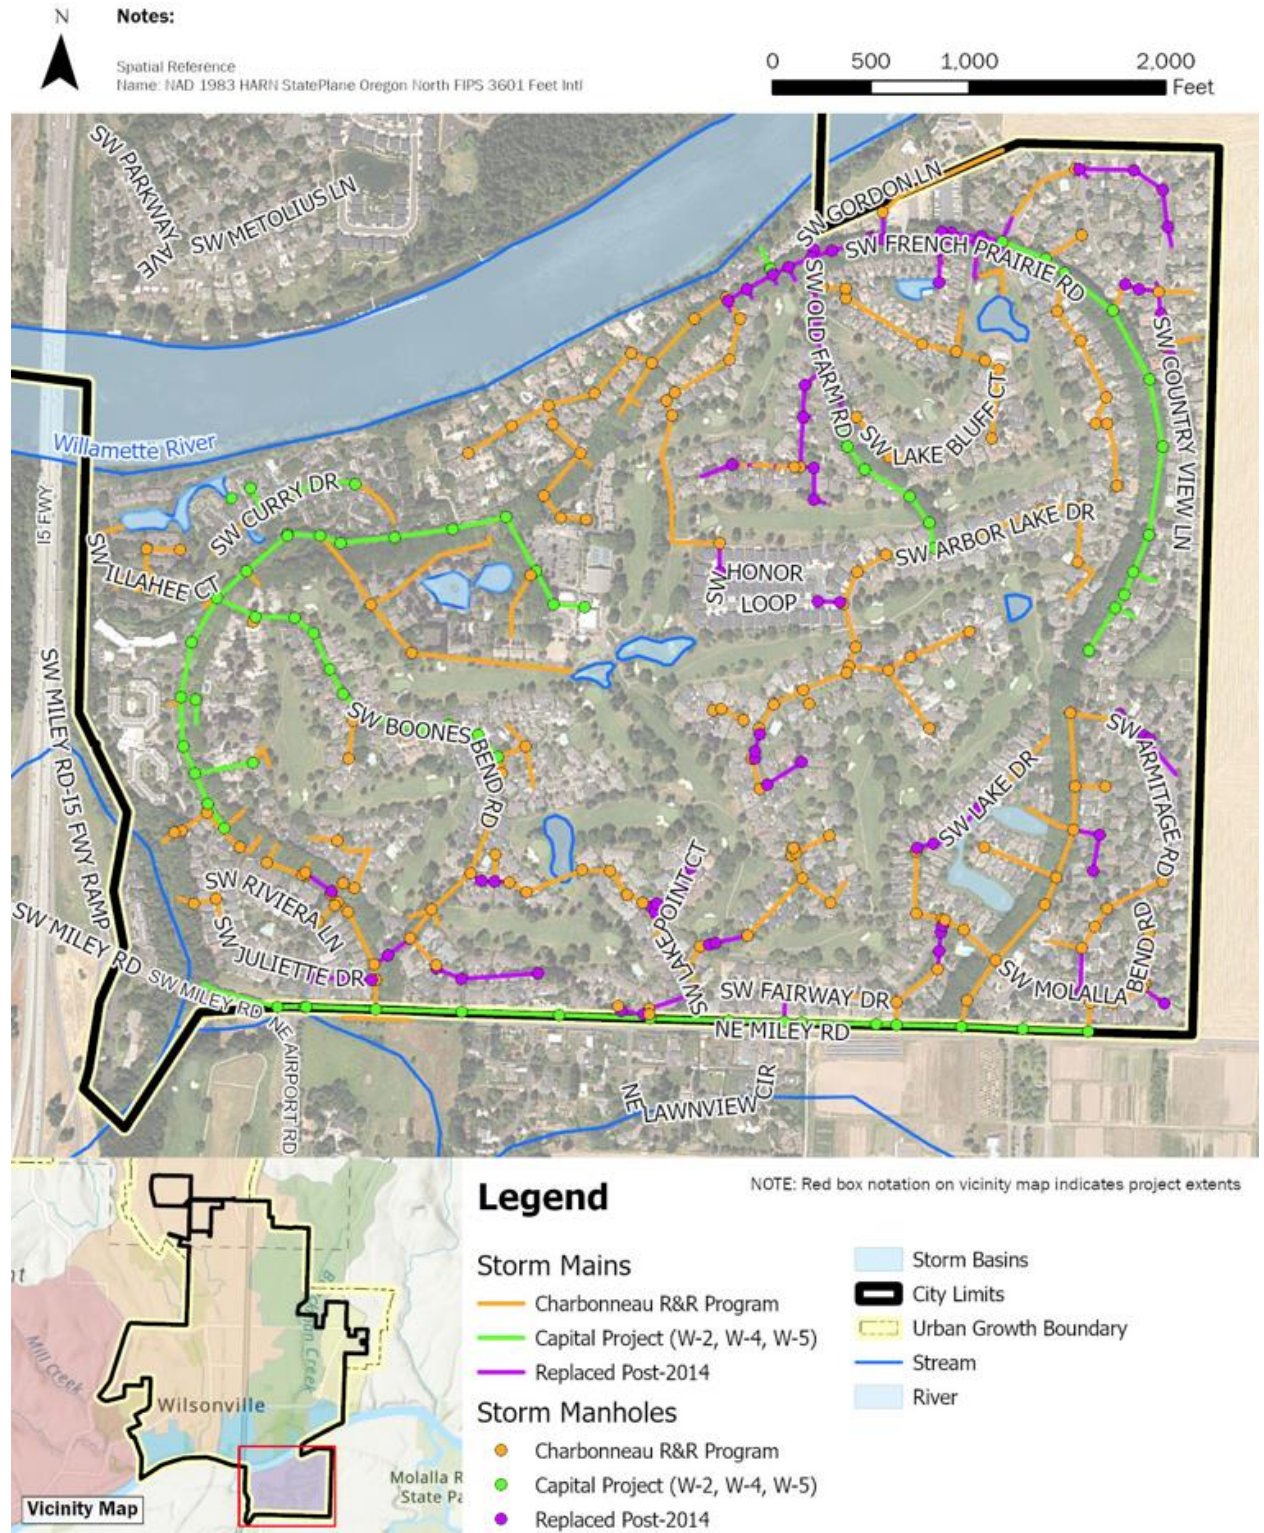 N
Notes:
Spatial Reference
Name: NAD 1983 HARN StatePlane Oregon North FIPS 3601 Feet Intl
0 500 1,000 2,000
Feet
SW PARKWAY AVE
SW METOLIUS LN
SW GORDON LN
SW FRENCH PRAIRIE RD
SW OLD FARM RD
SW COUNTRY VIEW LN
SW LAKE BLUFF CT
Willamette River
I5 FWY
SW CURRY DR
SW ILLAHEE CT
SW ARBOR LAKE DR
SW HONOR
LOOP
SW MILEY RD-I5 FWY RAMP
SW BOONES BEND RD
SW ARMITAGE RD
SW LAKE DR
SW RIVIERA LN
SW LAKE POINT CT
SW JULIETTE DR
SW MILEY RD
SW MILEY RD
SW FAIRWAY DR
SW MOLALLA BEND RD
NE MILEY RD
NE AIRPORT RD
NE LAWNVIEW CIR
Legend
NOTE: Red box notation on vicinity map indicates project extents
Storm Mains
Charbonneau R&R Program
Capital Project (W-2, W-4, W-5)
Replaced Post-2014
Storm Manholes
Charbonneau R&R Program
Capital Project (W-2, W-4, W-5)
Replaced Post-2014
Storm Basins
City Limits
Urban Growth Boundary
Stream
River
Mill Creek
Creek
Wilsonville
Molalla R
State Pa
Vicinity Map